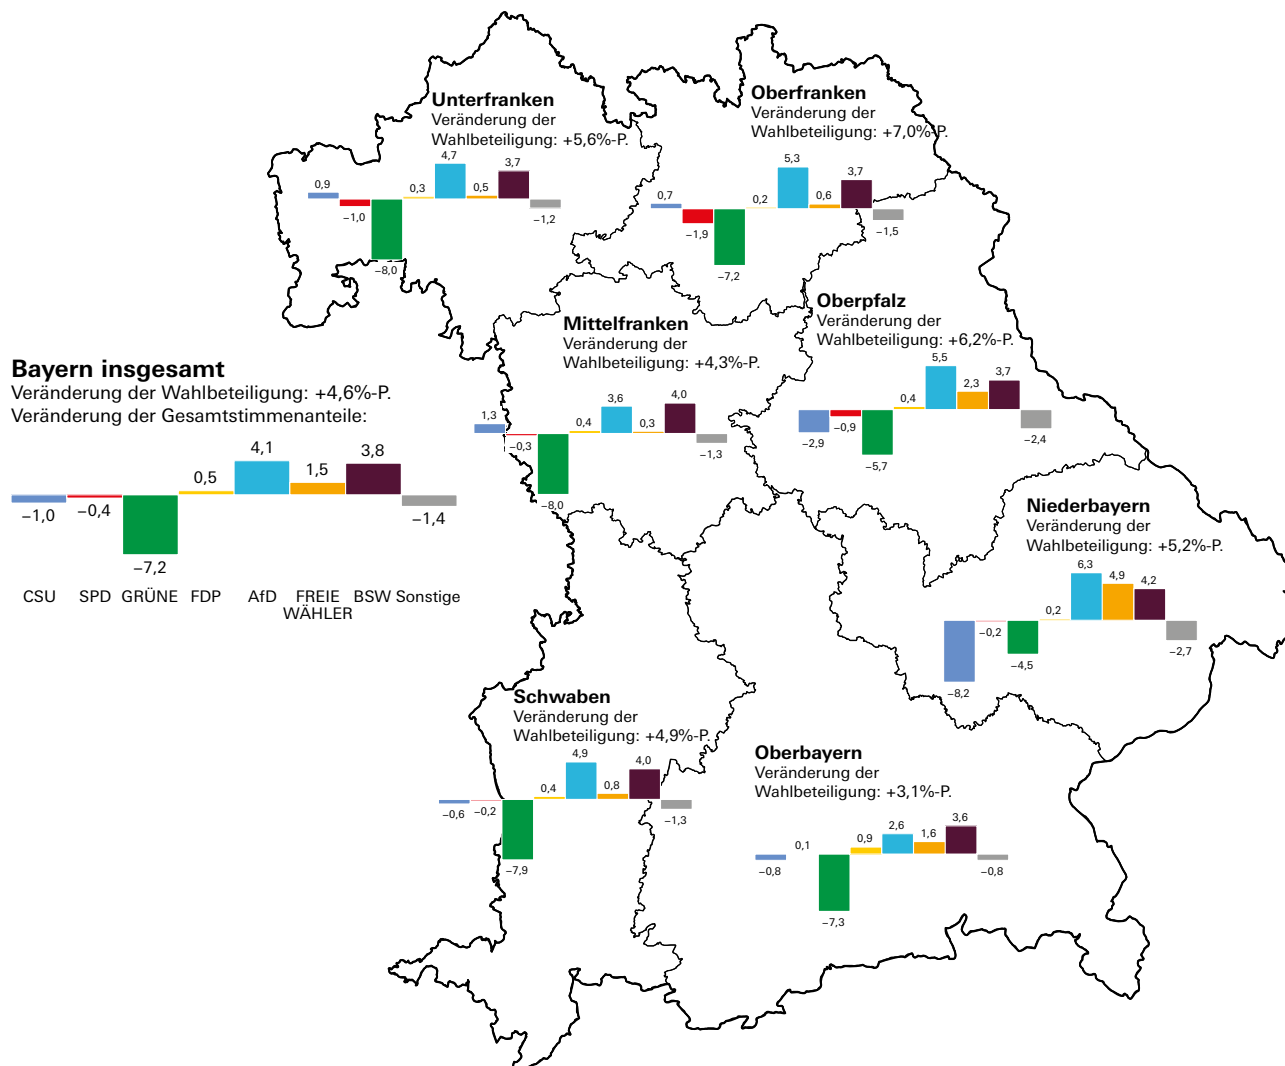 Unterfranken
Veränderung der
Wahlbeteiligung: +5,6%-P.
0,9
−1,0
−8,0
0,3
4,7
0,5
3,7
−1,2
Oberfranken
Veränderung der
Wahlbeteiligung: +7,0%-P.
0,7
−1,9
−7,2
0,2
5,3
0,6
3,7
−1,5
Mittelfranken
Veränderung der
Wahlbeteiligung: +4,3%-P.
1,3
−0,3
−8,0
0,4
3,6
0,3
4,0
−1,3
Oberpfalz
Veränderung der
Wahlbeteiligung: +6,2%-P.
−2,9
−0,9
−5,7
0,4
5,5
2,3
3,7
−2,4
Bayern insgesamt
Veränderung der Wahlbeteiligung: +4,6%-P.
Veränderung der Gesamtstimmenanteile:
−1,0
−0,4
−7,2
0,5
4,1
1,5
3,8
−1,4
CSU SPD GRÜNE FDP AfD FREIE WÄHLER BSW Sonstige
Niederbayern
Veränderung der
Wahlbeteiligung: +5,2%-P.
−8,2
−0,2
−4,5
0,2
6,3
4,9
4,2
−2,7
Schwaben
Veränderung der
Wahlbeteiligung: +4,9%-P.
−0,6
−0,2
−7,9
0,4
4,9
0,8
4,0
−1,3
Oberbayern
Veränderung der
Wahlbeteiligung: +3,1%-P.
−0,8
0,1
−7,3
0,9
2,6
1,6
3,6
−0,8